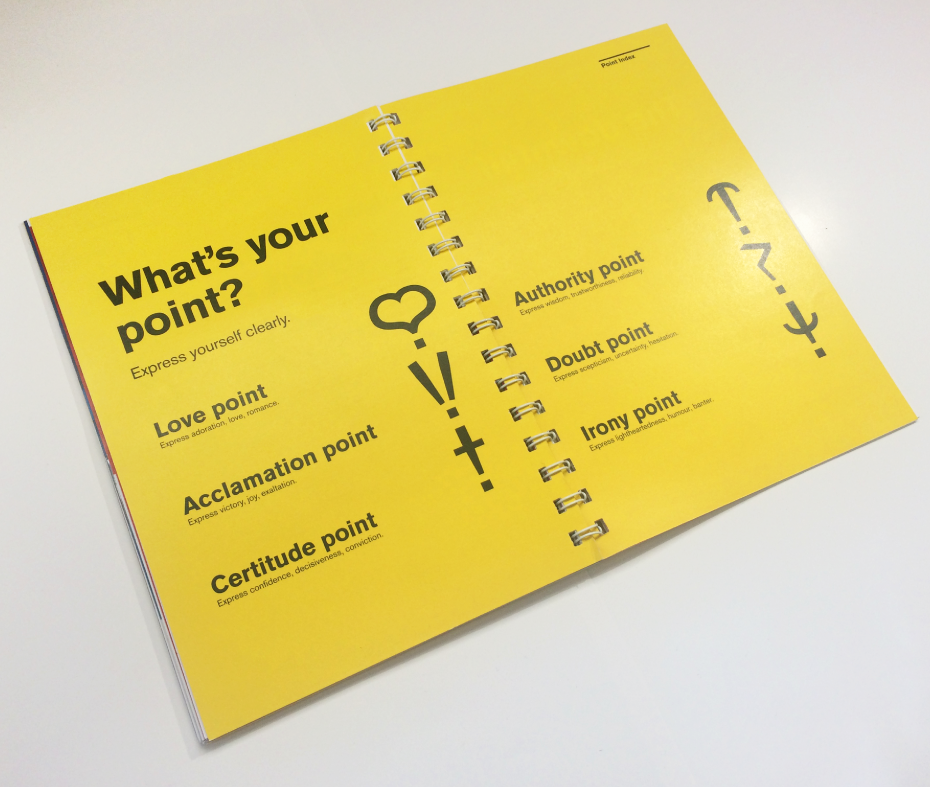 What's your
point?
Express yourself clearly.
Love point
Express adoration, love, romance.
Acclamation point
Express victory, joy, exaltation.
Certitude point
Express confidence, decisiveness, conviction.
Point Index
Authority point
Express wisdom, trustworthiness, reliability.
Doubt point
Express scepticism, uncertainty, hesitation.
Irony point
Express lightheartedness, humour, banter.